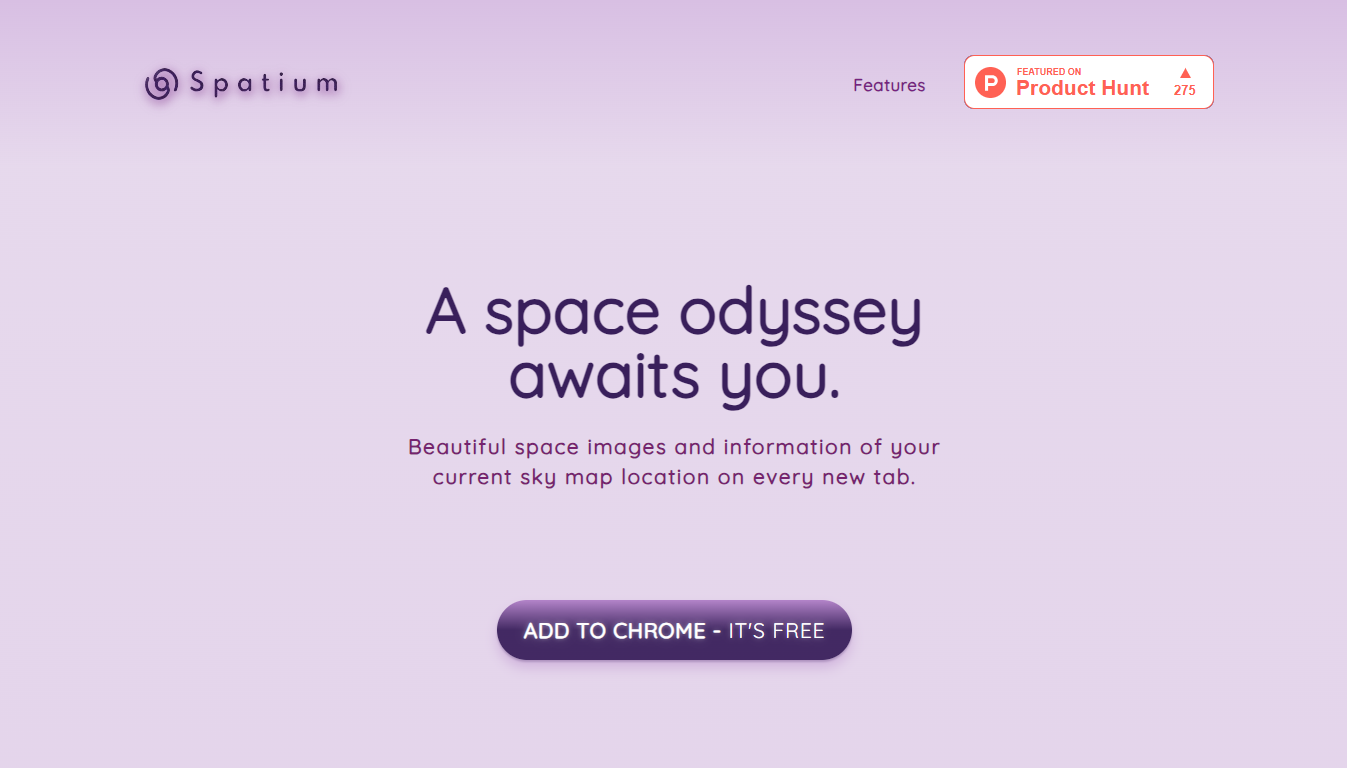 Spatium
Features
FEATURED ON
Product Hunt
275
A space odyssey
awaits you.
Beautiful space images and information of your
current sky map location on every new tab.
ADD TO CHROME - IT'S FREE